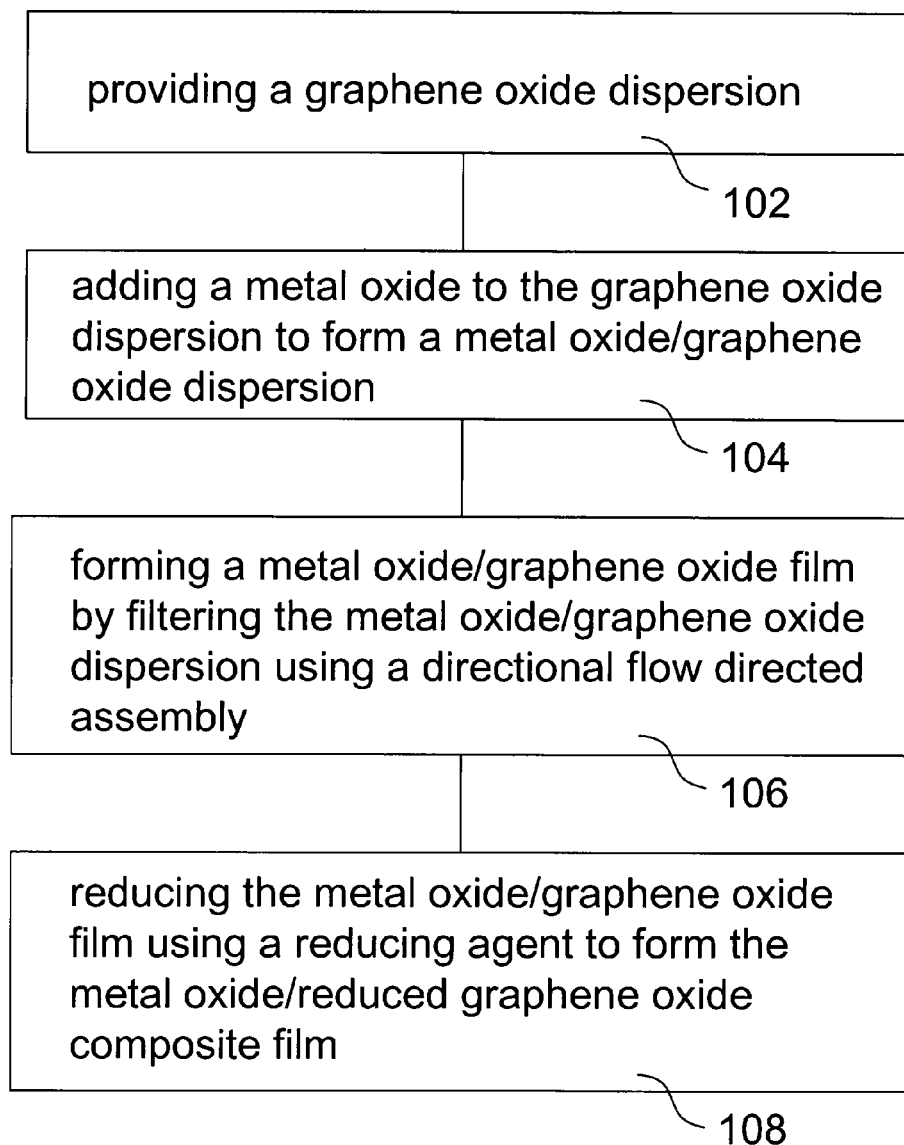 providing a graphene oxide dispersion
102
adding a metal oxide to the graphene oxide
dispersion to form a metal oxide/graphene
oxide dispersion
104
forming a metal oxide/graphene oxide film
by filtering the metal oxide/graphene oxide
dispersion using a directional flow directed
assembly
106
reducing the metal oxide/graphene oxide
film using a reducing agent to form the
metal oxide/reduced graphene oxide
composite film
108